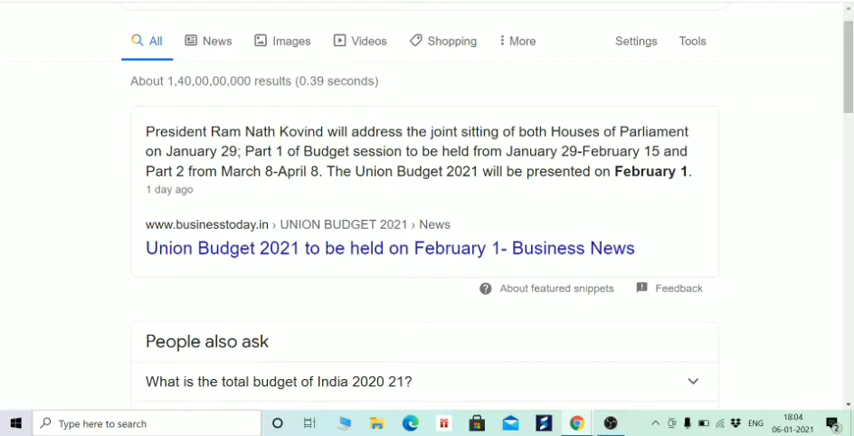 All News Images Videos Shopping More Settings Tools
About 1,40,00,00,000 results (0.39 seconds)
President Ram Nath Kovind will address the joint sitting of both Houses of Parliament
on January 29; Part 1 of Budget session to be held from January 29-February 15 and
Part 2 from March 8-April 8. The Union Budget 2021 will be presented on February 1.
1 day ago
www.businesstoday.in › UNION BUDGET 2021 › News
Union Budget 2021 to be held on February 1- Business News
About featured snippets Feedback
People also ask
What is the total budget of India 2020 21?
Type here to search ENG 18:04
06-01-2021 2